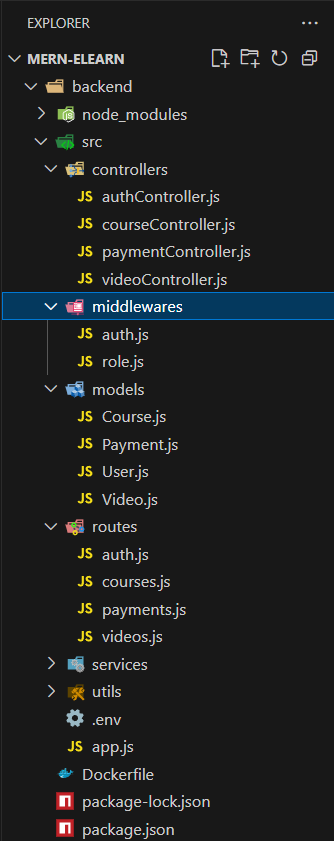 EXPLORER
MERN-ELEARN
backend
node_modules
src
controllers
JS authController.js
JS courseController.js
JS paymentController.js
JS videoController.js
middlewares
JS auth.js
JS role.js
models
JS Course.js
JS Payment.js
JS User.js
JS Video.js
routes
JS auth.js
JS courses.js
JS payments.js
JS videos.js
services
utils
.env
JS app.js
Dockerfile
package-lock.json
package.json